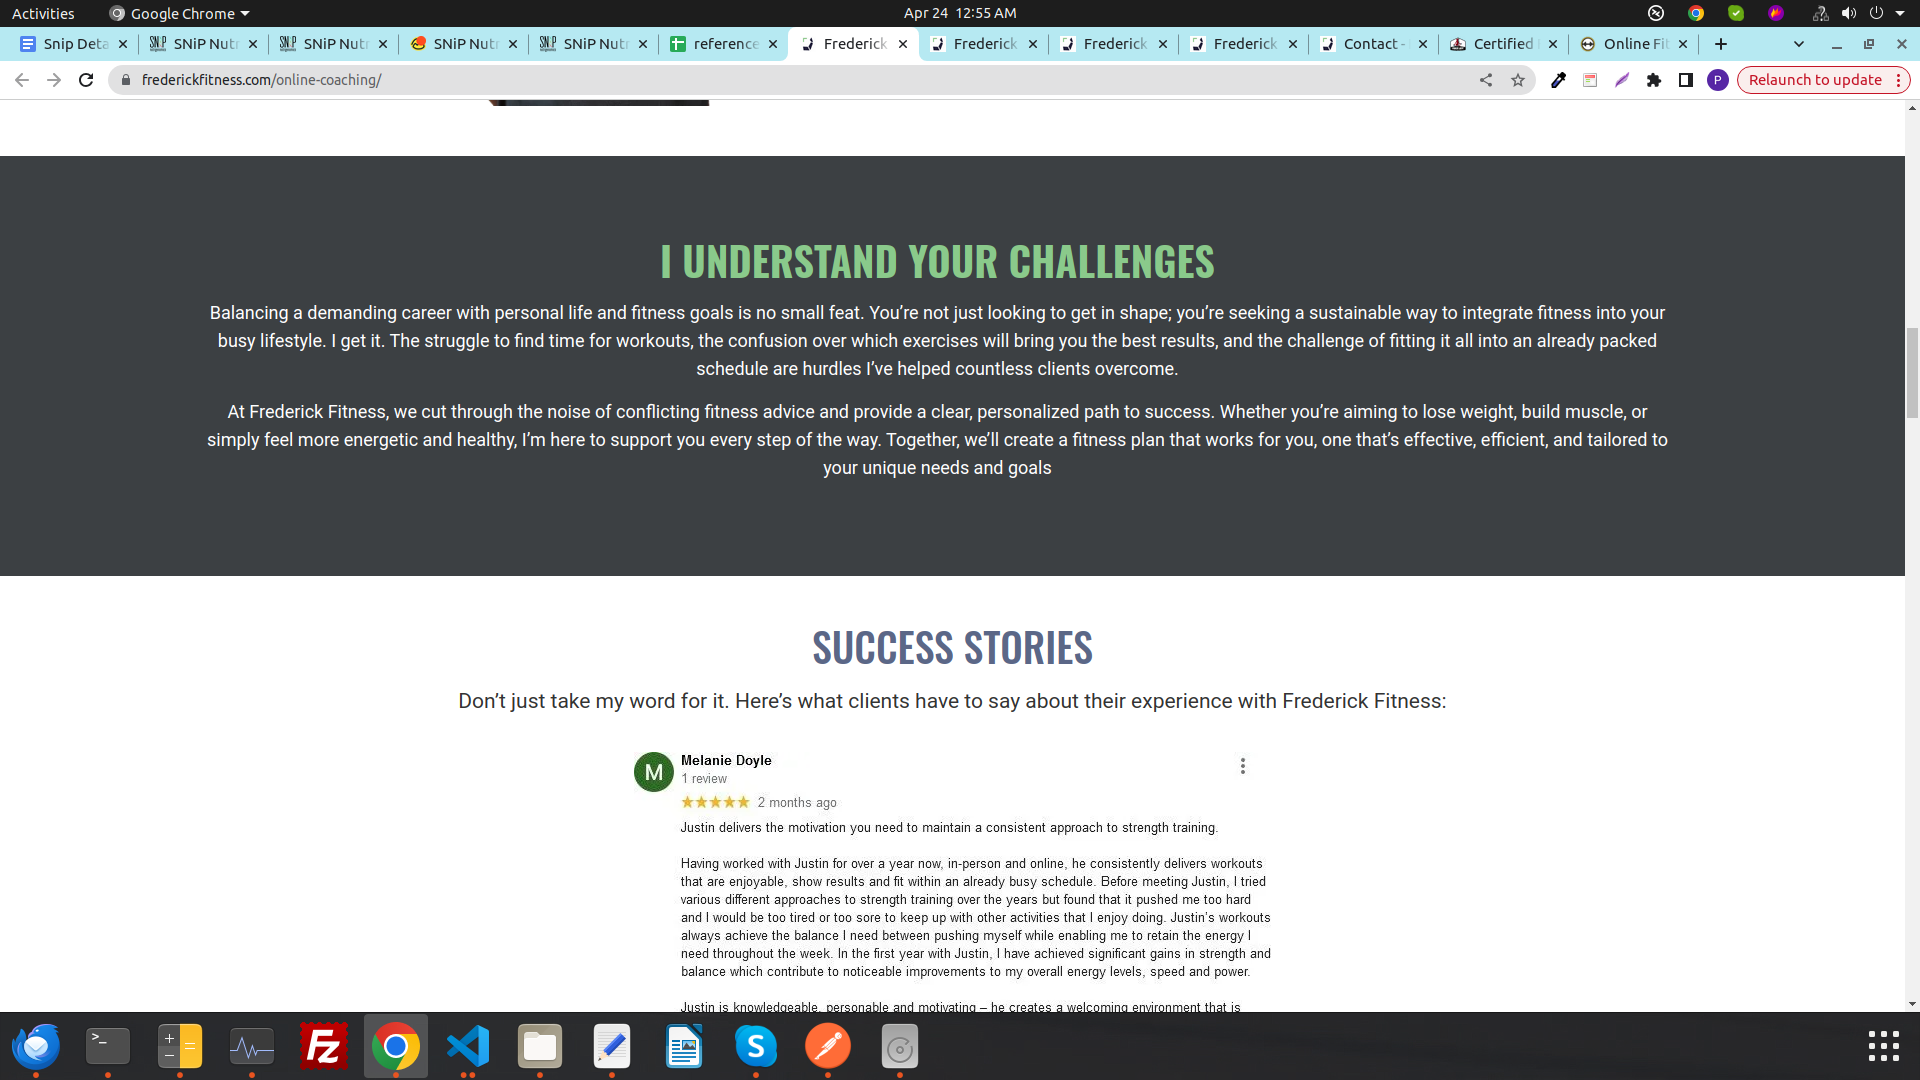 Activities Google Chrome Apr 24 12:55 AM
Snip Deta SNiP Nutr SNiP Nutr SNiP Nutr SNiP Nutr reference Frederick Frederick Frederick Frederick Contact - Certified Online Fit
frederickfitness.com/online-coaching/ P Relaunch to update
I UNDERSTAND YOUR CHALLENGES
Balancing a demanding career with personal life and fitness goals is no small feat. You’re not just looking to get in shape; you’re seeking a sustainable way to integrate fitness into your
busy lifestyle. I get it. The struggle to find time for workouts, the confusion over which exercises will bring you the best results, and the challenge of fitting it all into an already packed
schedule are hurdles I’ve helped countless clients overcome.
At Frederick Fitness, we cut through the noise of conflicting fitness advice and provide a clear, personalized path to success. Whether you’re aiming to lose weight, build muscle, or
simply feel more energetic and healthy, I’m here to support you every step of the way. Together, we’ll create a fitness plan that works for you, one that’s effective, efficient, and tailored to
your unique needs and goals
SUCCESS STORIES
Don’t just take my word for it. Here’s what clients have to say about their experience with Frederick Fitness:
M Melanie Doyle
1 review
2 months ago
Justin delivers the motivation you need to maintain a consistent approach to strength training.
Having worked with Justin for over a year now, in-person and online, he consistently delivers workouts
that are enjoyable, show results and fit within an already busy schedule. Before meeting Justin, I tried
various different approaches to strength training over the years but found that it pushed me too hard
and I would be too tired or too sore to keep up with other activities that I enjoy doing. Justin’s workouts
always achieve the balance I need between pushing myself while enabling me to retain the energy I
need throughout the week. In the first year with Justin, I have achieved significant gains in strength and
balance which contribute to noticeable improvements to my overall energy levels, speed and power.
Justin is knowledgeable, personable and motivating – he creates a welcoming environment that is